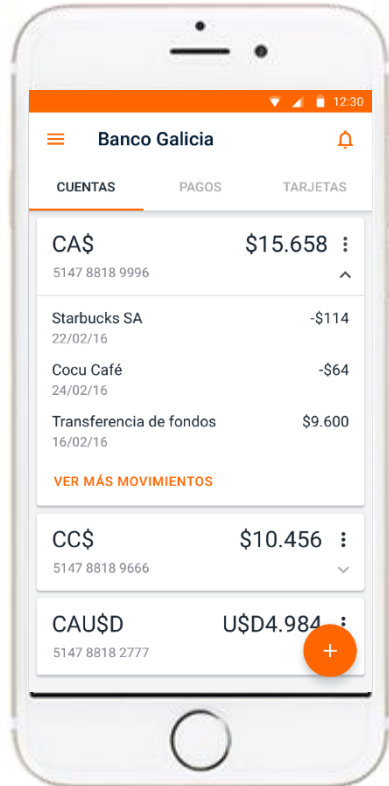 12:30
Banco Galicia
CUENTAS PAGOS TARJETAS
CA$ $15.658
5147 8818 9996
Starbucks SA -$114
22/02/16
Cocu Café -$64
24/02/16
Transferencia de fondos $9.600
16/02/16
VER MÁS MOVIMIENTOS
CC$ $10.456
5147 8818 9666
CAU$D U$D4.984
5147 8818 2777
+